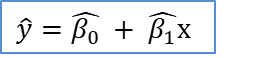 ŷ = β̂₀ + β̂₁x